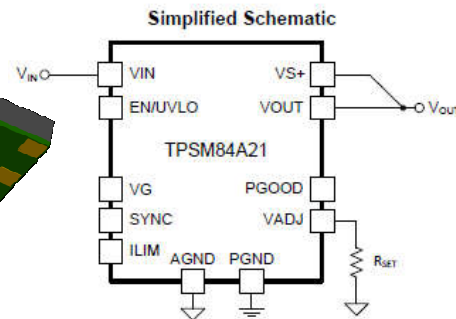 Simplified Schematic
VIN
VIN
VS+
EN/UVLO
VOUT
VOUT
TPSM84A21
VG
PGOOD
SYNC
VADJ
ILIM
AGND
PGND
RSET